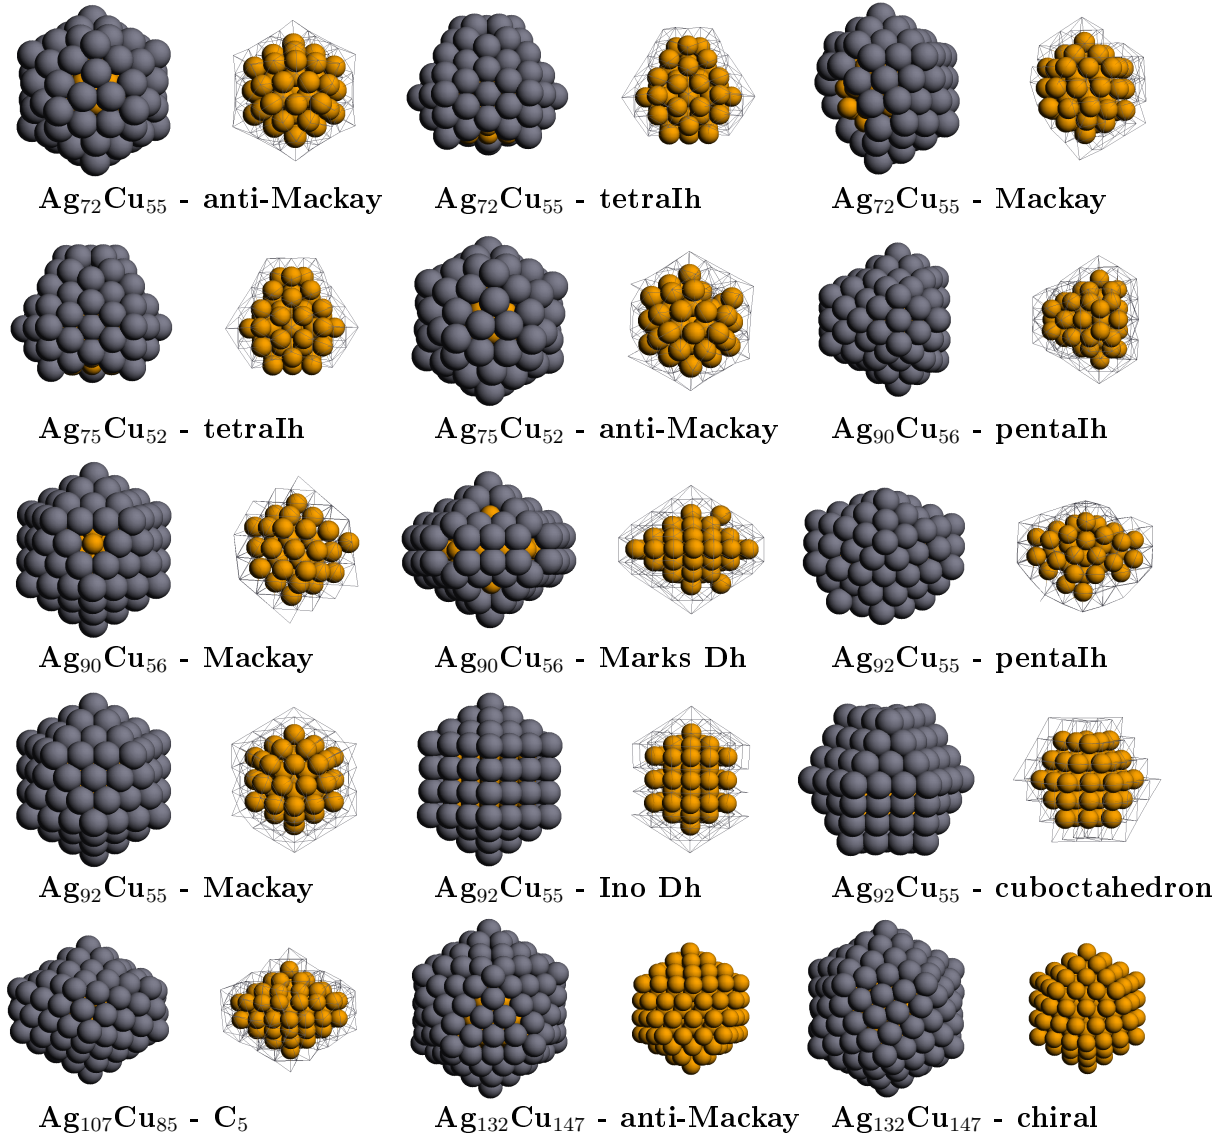 Ag₇₂Cu₅₅ - anti-Mackay Ag₇₂Cu₅₅ - tetraIh Ag₇₂Cu₅₅ - Mackay
Ag₇₅Cu₅₂ - tetraIh Ag₇₅Cu₅₂ - anti-Mackay Ag₉₀Cu₅₆ - pentaIh
Ag₉₀Cu₅₆ - Mackay Ag₉₀Cu₅₆ - Marks Dh Ag₉₂Cu₅₅ - pentaIh
Ag₉₂Cu₅₅ - Mackay Ag₉₂Cu₅₅ - Ino Dh Ag₉₂Cu₅₅ - cuboctahedron
Ag₁₀₇Cu₈₅ - C₅ Ag₁₃₂Cu₁₄₇ - anti-Mackay Ag₁₃₂Cu₁₄₇ - chiral